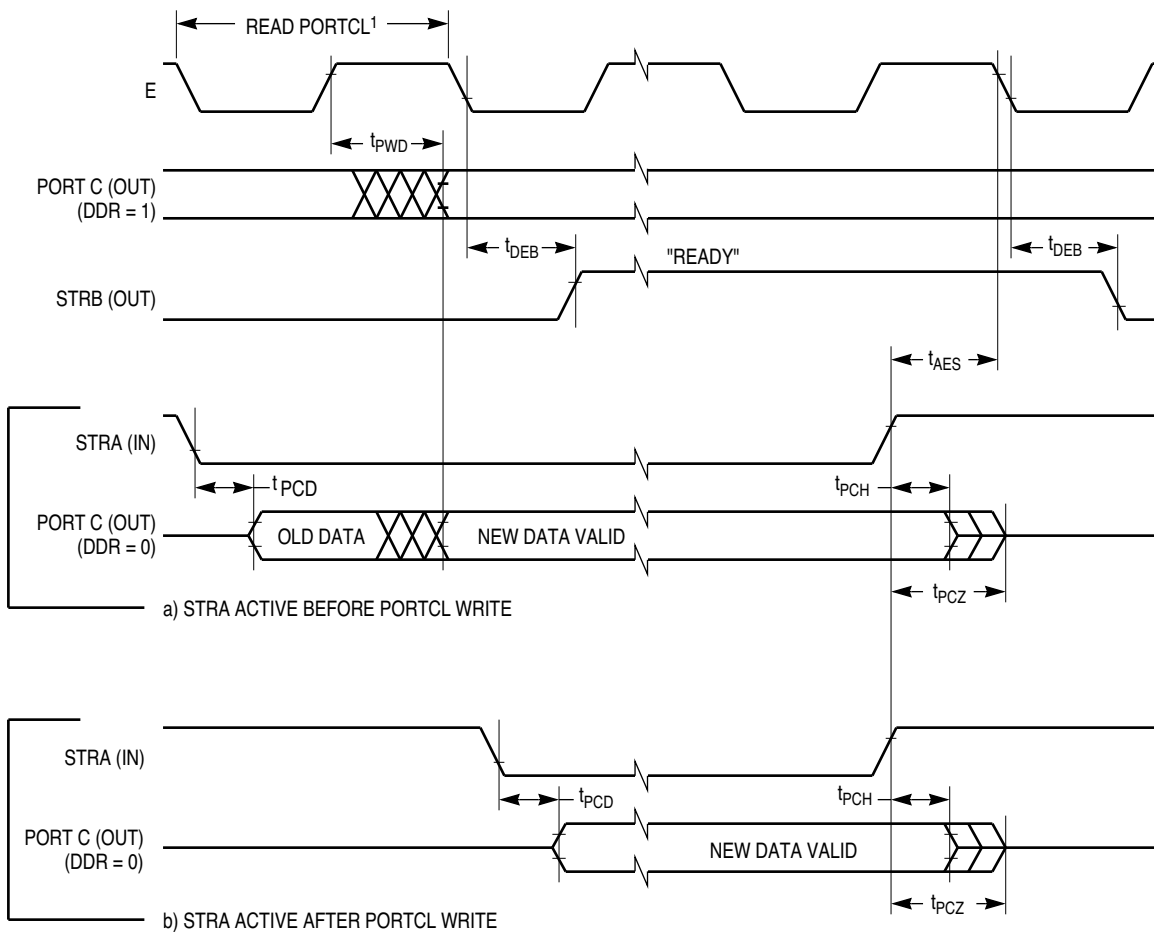 READ PORTCL1
E
tPWD
PORT C (OUT)
(DDR = 1)
tDEB
"READY"
tDEB
STRB (OUT)
tAES
STRA (IN)
tPCD
tPCH
PORT C (OUT)
(DDR = 0)
OLD DATA
NEW DATA VALID
tPCZ
a) STRA ACTIVE BEFORE PORTCL WRITE
STRA (IN)
tPCD
tPCH
PORT C (OUT)
(DDR = 0)
NEW DATA VALID
tPCZ
b) STRA ACTIVE AFTER PORTCL WRITE